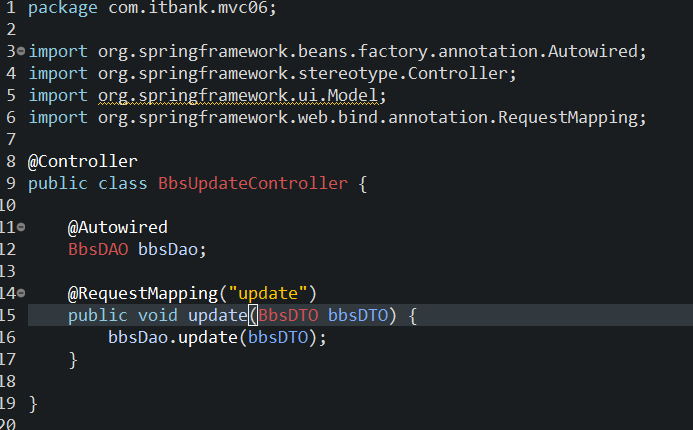 1 package com.itbank.mvc06;
2
3 import org.springframework.beans.factory.annotation.Autowired;
4 import org.springframework.stereotype.Controller;
5 import org.springframework.ui.Model;
6 import org.springframework.web.bind.annotation.RequestMapping;
7
8 @Controller
9 public class BbsUpdateController {
10
11     @Autowired
12     BbsDAO bbsDao;
13
14     @RequestMapping("update")
15     public void update(BbsDTO bbsDTO) {
16         bbsDao.update(bbsDTO);
17     }
18
19 }
20